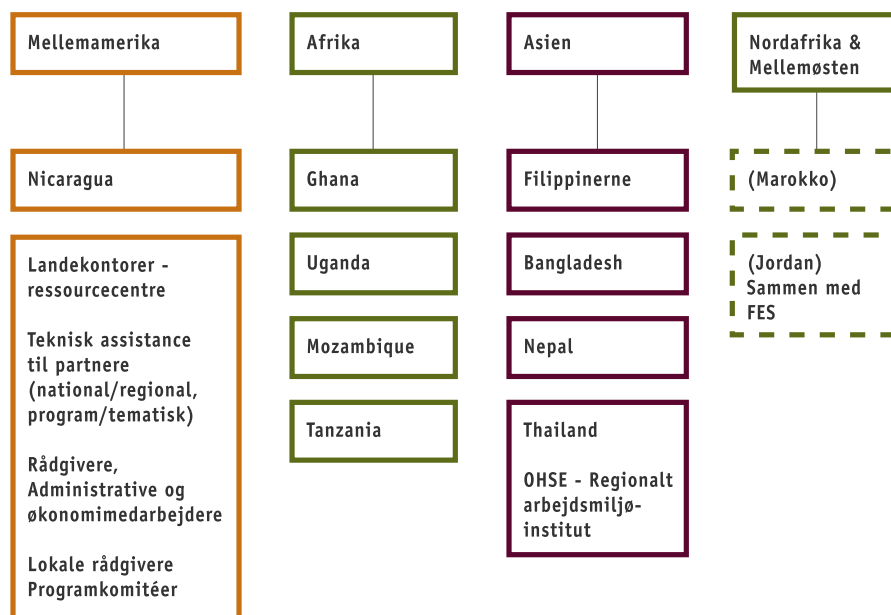 Mellemamerika
Nicaragua
Landekontorer -
ressourcecentre
Teknisk assistance
til partnere
(national/regional,
program/tematisk)
Rådgivere,
Administrative og
økonomimedarbejdere
Lokale rådgivere
Programkomitéer
Afrika
Ghana
Uganda
Mozambique
Tanzania
Asien
Filippinerne
Bangladesh
Nepal
Thailand
OHSE - Regionalt
arbejdsmiljø-
institut
Nordafrika &
Mellemøsten
(Marokko)
(Jordan)
Sammen med
FES